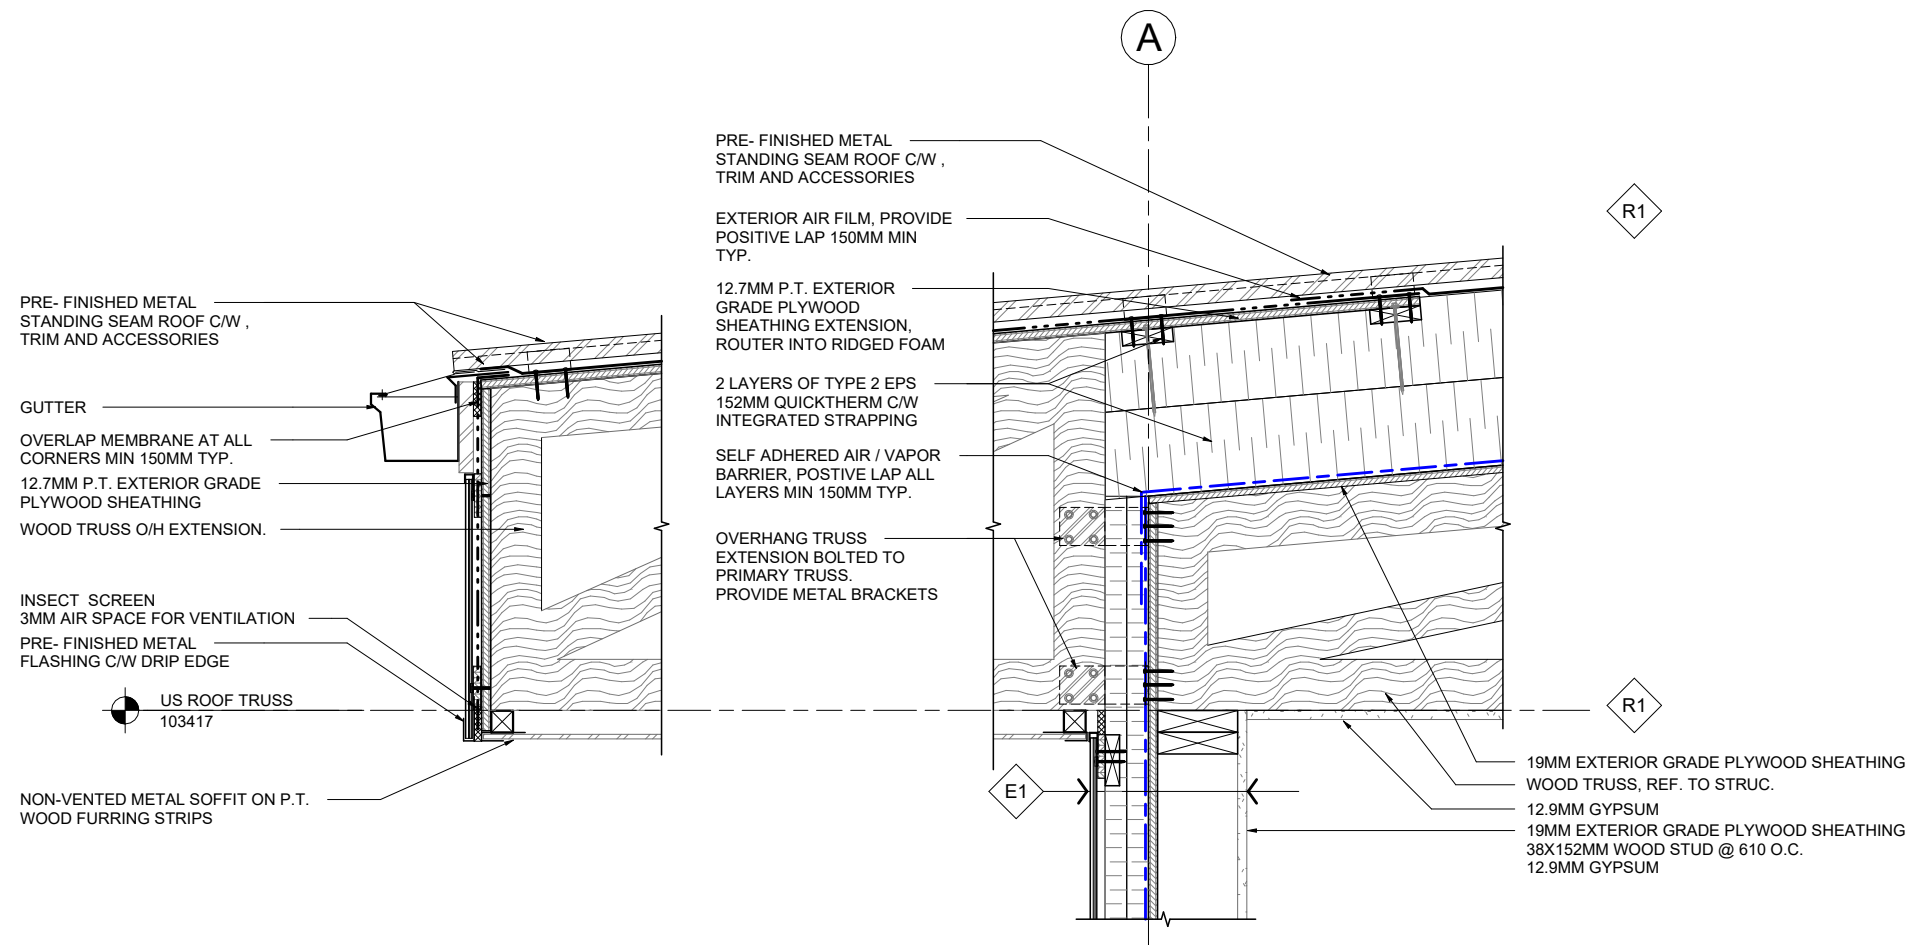 A
PRE- FINISHED METAL
STANDING SEAM ROOF C/W ,
TRIM AND ACCESSORIES
EXTERIOR AIR FILM, PROVIDE
POSITIVE LAP 150MM MIN
TYP.
12.7MM P.T. EXTERIOR
GRADE PLYWOOD
SHEATHING EXTENSION,
ROUTER INTO RIDGED FOAM
2 LAYERS OF TYPE 2 EPS
152MM QUICKTHERM C/W
INTEGRATED STRAPPING
SELF ADHERED AIR / VAPOR
BARRIER, POSTIVE LAP ALL
LAYERS MIN 150MM TYP.
OVERHANG TRUSS
EXTENSION BOLTED TO
PRIMARY TRUSS.
PROVIDE METAL BRACKETS
R1
PRE- FINISHED METAL
STANDING SEAM ROOF C/W ,
TRIM AND ACCESSORIES
GUTTER
OVERLAP MEMBRANE AT ALL
CORNERS MIN 150MM TYP.
12.7MM P.T. EXTERIOR GRADE
PLYWOOD SHEATHING
WOOD TRUSS O/H EXTENSION.
INSECT SCREEN
3MM AIR SPACE FOR VENTILATION
PRE- FINISHED METAL
FLASHING C/W DRIP EDGE
US ROOF TRUSS
103417
NON-VENTED METAL SOFFIT ON P.T.
WOOD FURRING STRIPS
E1
R1
19MM EXTERIOR GRADE PLYWOOD SHEATHING
WOOD TRUSS, REF. TO STRUC.
12.9MM GYPSUM
19MM EXTERIOR GRADE PLYWOOD SHEATHING
38X152MM WOOD STUD @ 610 O.C.
12.9MM GYPSUM